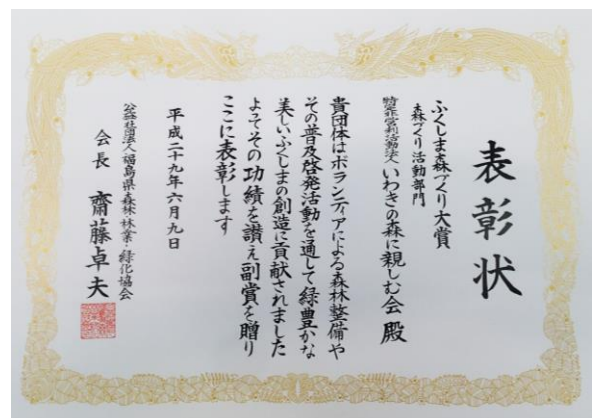 表彰状
ふくしま森づくり大賞
森づくり活動部門
特定非営利活動法人 いわきの森に親しむ会 殿
貴団体はボランティアによる森林整備や
その普及啓発活動を通して緑豊かな
美しいふくしまの創造に貢献されました
よってその功績を讃え副賞を贈り
ここに表彰します
平成二十九年六月九日
公益社団法人 福島県森林・林業・緑化協会
会長 齋藤卓夫